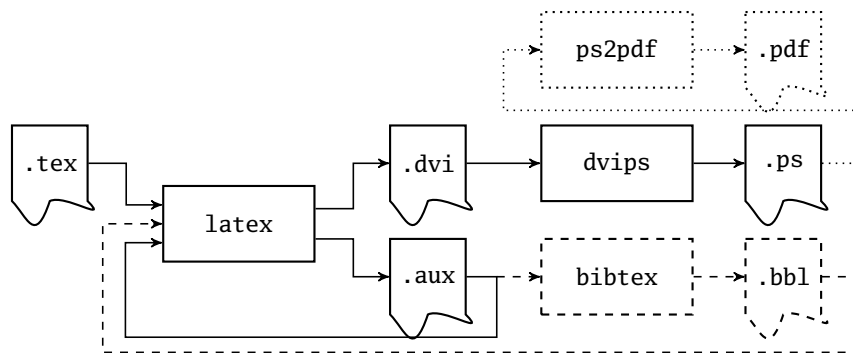 ps2pdf .pdf
.tex .dvi dvips .ps
latex
.aux bibtex .bbl